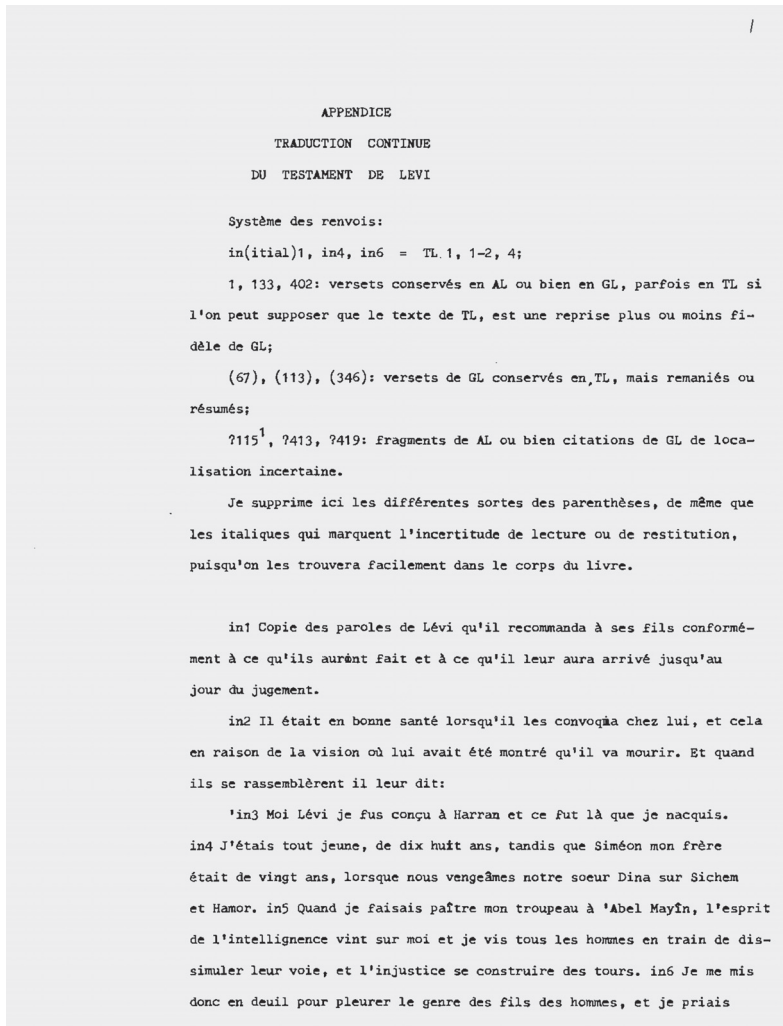 1
APPENDICE
TRADUCTION CONTINUE
DU TESTAMENT DE LEVI
Système des renvois:
in(itial)1, in4, in6 = TL 1, 1-2, 4;
1, 133, 402: versets conservés en AL ou bien en GL, parfois en TL si
l'on peut supposer que le texte de TL, est une reprise plus ou moins fi-
dèle de GL;
(67), (113), (346): versets de GL conservés en TL, mais remaniés ou
résumés;
?115¹, ?413, ?419: fragments de AL ou bien citations de GL de loca-
lisation incertaine.
Je supprime ici les différentes sortes des parenthèses, de même que
les italiques qui marquent l'incertitude de lecture ou de restitution,
puisqu'on les trouvera facilement dans le corps du livre.
in1 Copie des paroles de Lévi qu'il recommanda à ses fils conformé-
ment à ce qu'ils auront fait et à ce qu'il leur aura arrivé jusqu'au
jour du jugement.
in2 Il était en bonne santé lorsqu'il les convoqua chez lui, et cela
en raison de la vision où lui avait été montré qu'il va mourir. Et quand
ils se rassemblèrent il leur dit:
'in3 Moi Lévi je fus conçu à Harran et ce fut là que je nacquis.
in4 J'étais tout jeune, de dix huit ans, tandis que Siméon mon frère
était de vingt ans, lorsque nous vengeâmes notre soeur Dina sur Sichem
et Hamor. in5 Quand je faisais paître mon troupeau à 'Abel Mayîn, l'esprit
de l'intellignence vint sur moi et je vis tous les hommes en train de dis-
simuler leur voie, et l'injustice se construire des tours. in6 Je me mis
donc en deuil pour pleurer le genre des fils des hommes, et je priais